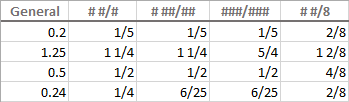 General # #/# # ##/## ###/### # #/8
0.2 1/5 1/5 1/5 2/8
1.25 1 1/4 1 1/4 5/4 1 2/8
0.5 1/2 1/2 1/2 4/8
0.24 1/4 6/25 6/25 2/8